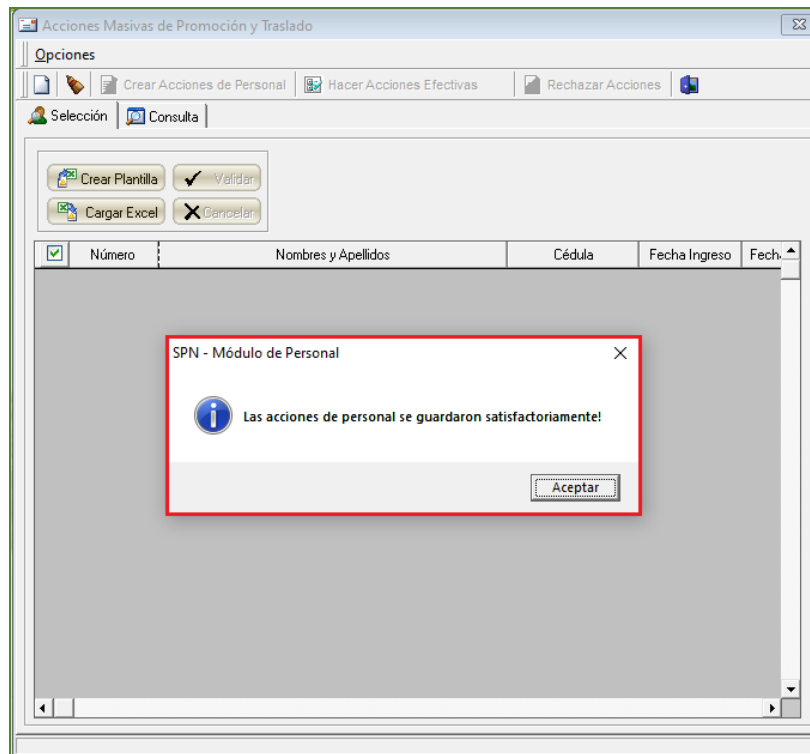 Acciones Masivas de Promoción y Traslado
Opciones
Crear Acciones de Personal Hacer Acciones Efectivas Rechazar Acciones
Selección Consulta
Crear Plantilla Validar
Cargar Excel Cancelar
Número Nombres y Apellidos Cédula Fecha Ingreso Fech
SPN - Módulo de Personal
Las acciones de personal se guardaron satisfactoriamente!
Aceptar